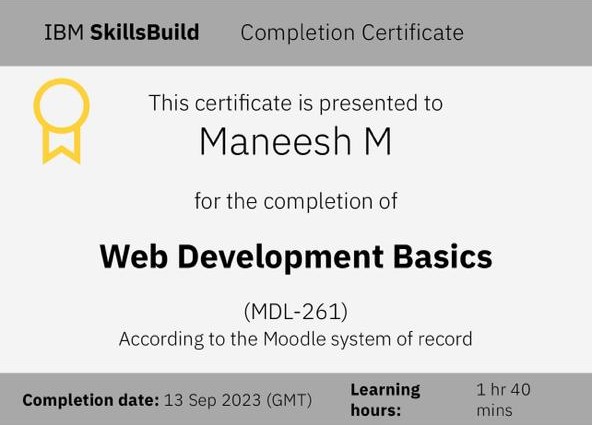 IBM SkillsBuild Completion Certificate
This certificate is presented to
Maneesh M
for the completion of
Web Development Basics
(MDL-261)
According to the Moodle system of record
Completion date: 13 Sep 2023 (GMT)
Learning hours:
1 hr 40 mins